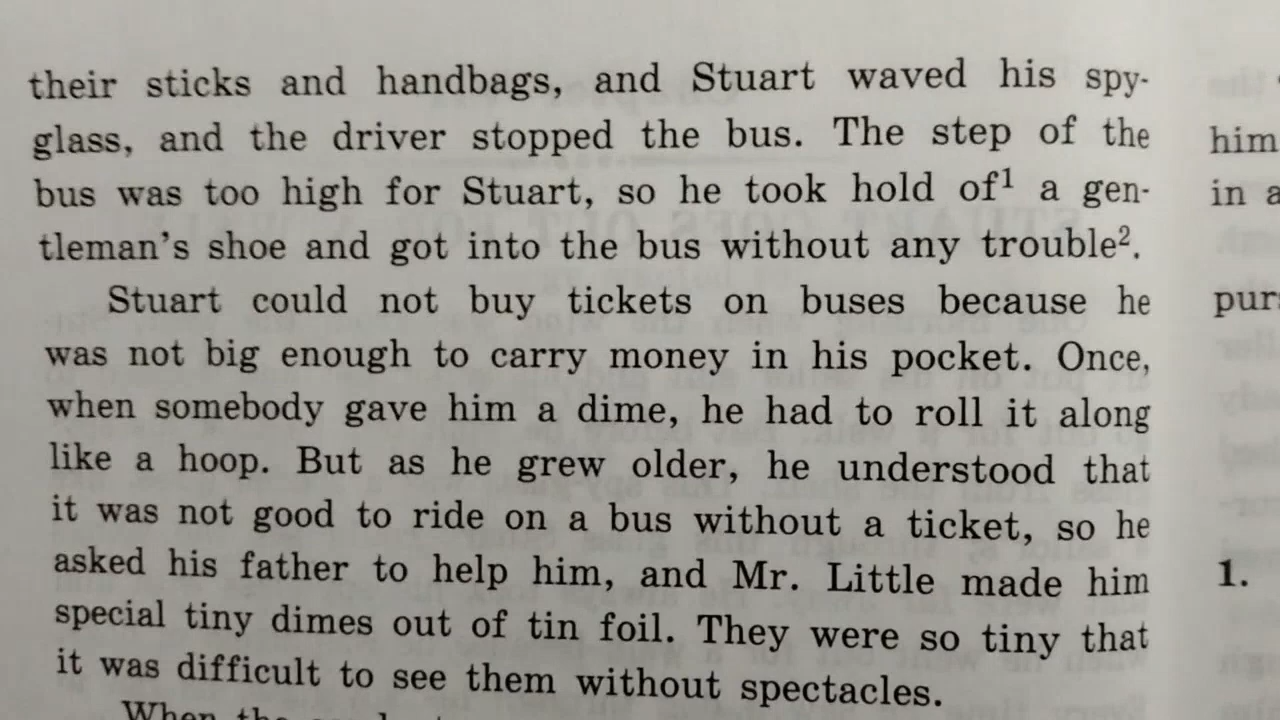 their sticks and handbags, and Stuart waved his spy-
glass, and the driver stopped the bus. The step of the
bus was too high for Stuart, so he took hold of¹ a gen-
tleman's shoe and got into the bus without any trouble².
Stuart could not buy tickets on buses because he
was not big enough to carry money in his pocket. Once,
when somebody gave him a dime, he had to roll it along
like a hoop. But as he grew older, he understood that
it was not good to ride on a bus without a ticket, so he
asked his father to help him, and Mr. Little made him
special tiny dimes out of tin foil. They were so tiny that
it was difficult to see them without spectacles.
When the
him
in a
1.